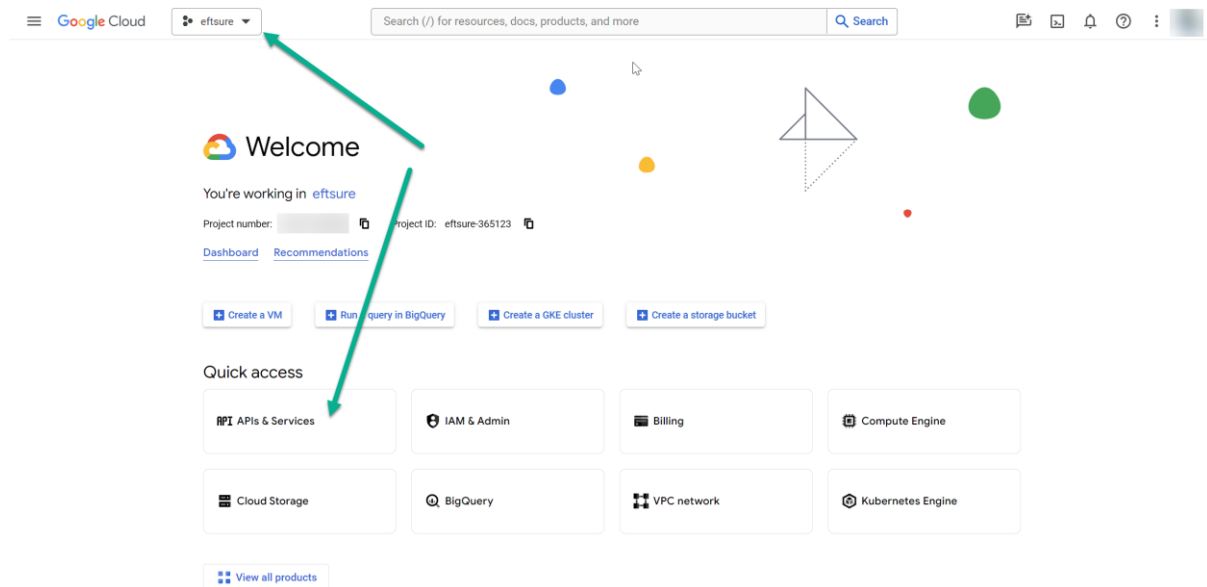 Google Cloud eftsure Search (/) for resources, docs, products, and more Search
Welcome
You're working in eftsure
Project number: Project ID: eftsure-365123
Dashboard Recommendations
Create a VM Run query in BigQuery Create a GKE cluster Create a storage bucket
Quick access
API APIs & Services IAM & Admin Billing Compute Engine
Cloud Storage BigQuery VPC network Kubernetes Engine
View all products